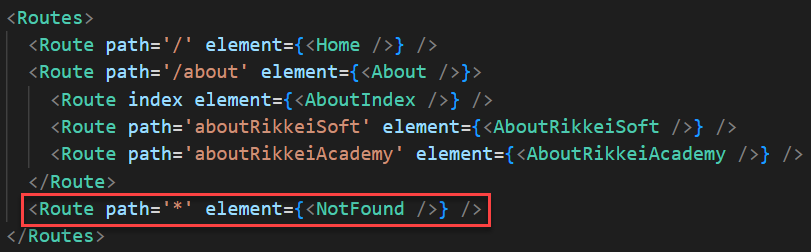 <Routes>
<Route path='/' element={<Home />} />
<Route path='/about' element={<About />}>
<Route index element={<AboutIndex />} />
<Route path='aboutRikkeiSoft' element={<AboutRikkeiSoft />} />
<Route path='aboutRikkeiAcademy' element={<AboutRikkeiAcademy />} />
</Route>
<Route path='*' element={<NotFound />} />
</Routes>